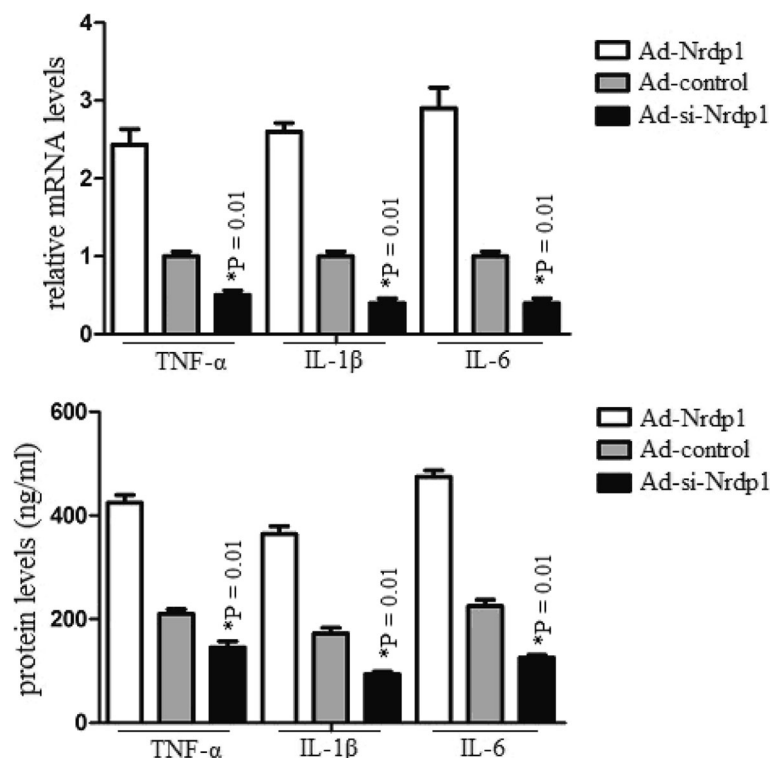 4
3
2
1
0
relative mRNA levels
*P = 0.01
*P = 0.01
*P = 0.01
TNF-α
IL-1β
IL-6
Ad-Nrdp1
Ad-control
Ad-si-Nrdp1
600
400
200
0
protein levels (ng/ml)
*P = 0.01
*P = 0.01
*P = 0.01
TNF-α
IL-1β
IL-6
Ad-Nrdp1
Ad-control
Ad-si-Nrdp1